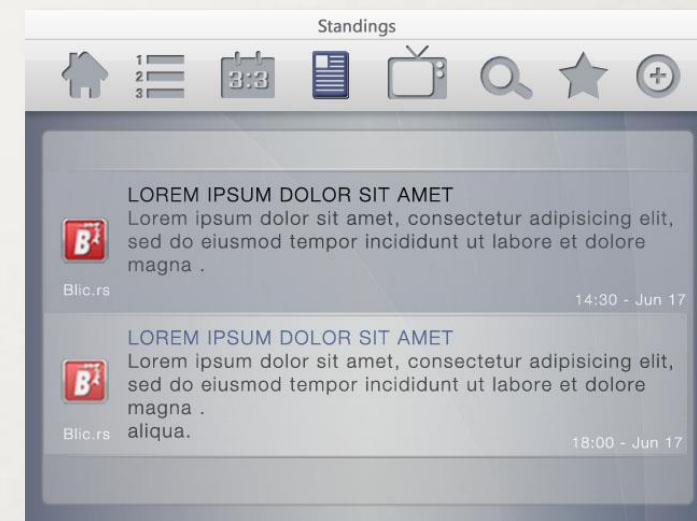 Standings
1
2
3
3:3
LOREM IPSUM DOLOR SIT AMET
Lorem ipsum dolor sit amet, consectetur adipisicing elit,
sed do eiusmod tempor incididunt ut labore et dolore
magna .
B
Blic.rs
14:30 - Jun 17
LOREM IPSUM DOLOR SIT AMET
Lorem ipsum dolor sit amet, consectetur adipisicing elit,
sed do eiusmod tempor incididunt ut labore et dolore
magna .
aliqua.
B
Blic.rs
18:00 - Jun 17